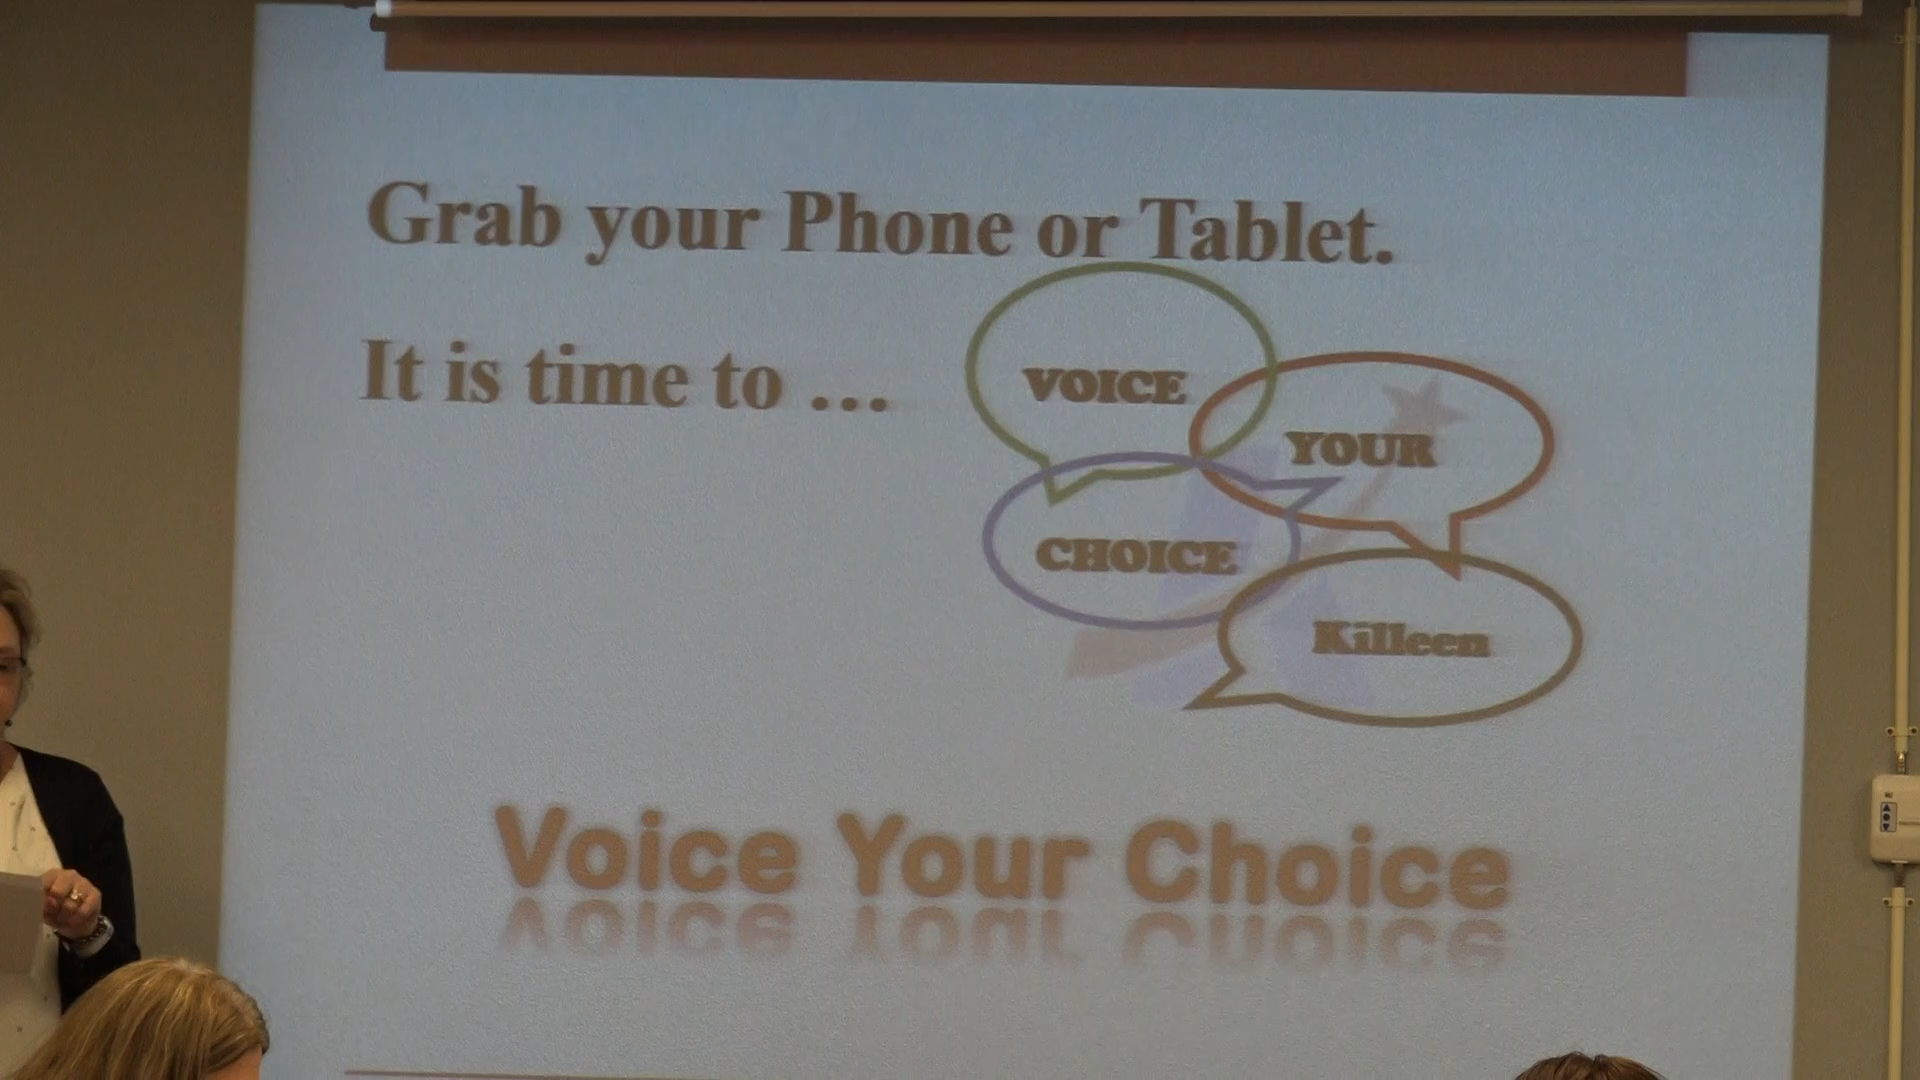 Grab your Phone or Tablet.
It is time to ...
VOICE
YOUR
CHOICE
Killeen
Voice Your Choice